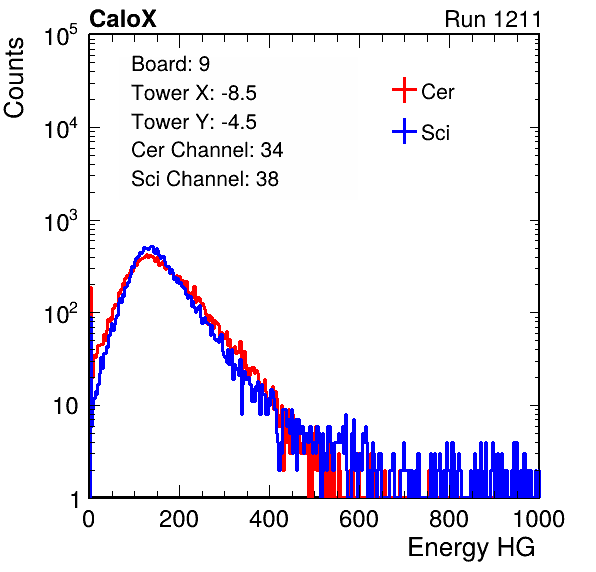 CaloX Run 1211
Counts
Board: 9
Tower X: -8.5
Tower Y: -4.5
Cer Channel: 34
Sci Channel: 38
Cer
Sci
10^5
10^4
10^3
10^2
10
1
0 200 400 600 800 1000
Energy HG